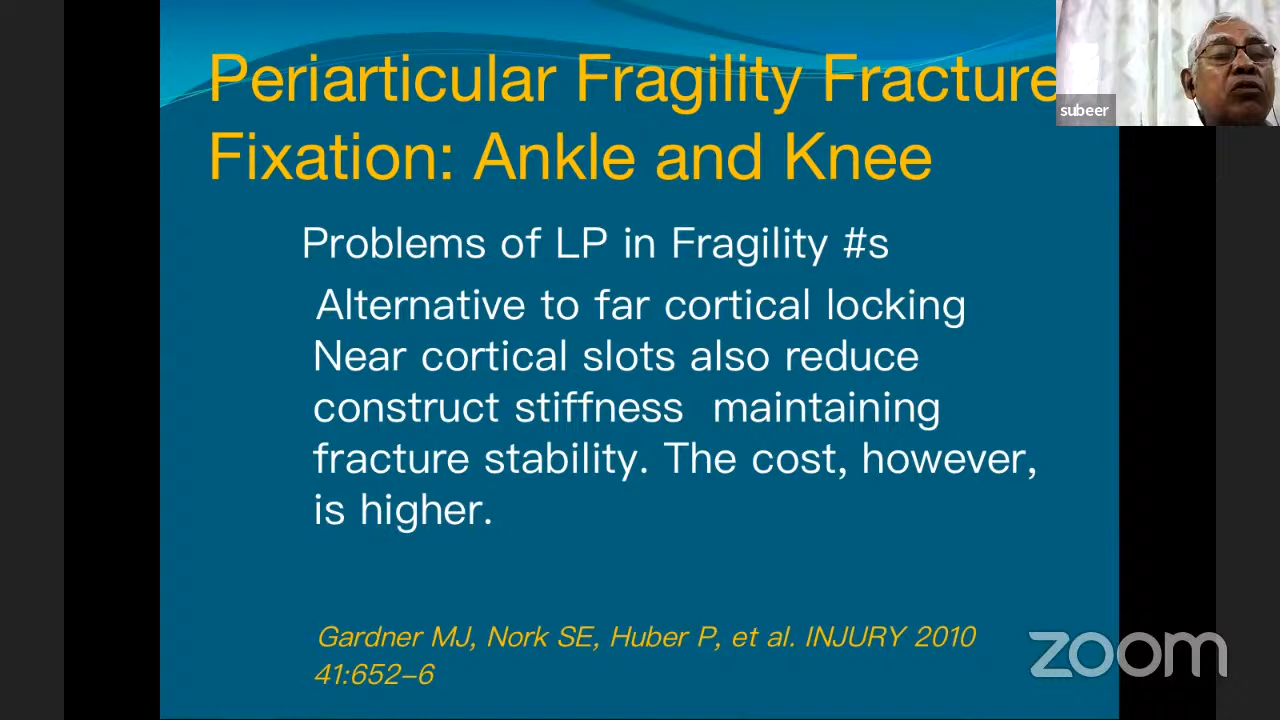 Periarticular Fragility Fracture
Fixation: Ankle and Knee
subeer
Problems of LP in Fragility #s
Alternative to far cortical locking
Near cortical slots also reduce
construct stiffness maintaining
fracture stability. The cost, however,
is higher.
Gardner MJ, Nork SE, Huber P, et al. INJURY 2010
41:652–6
zoom